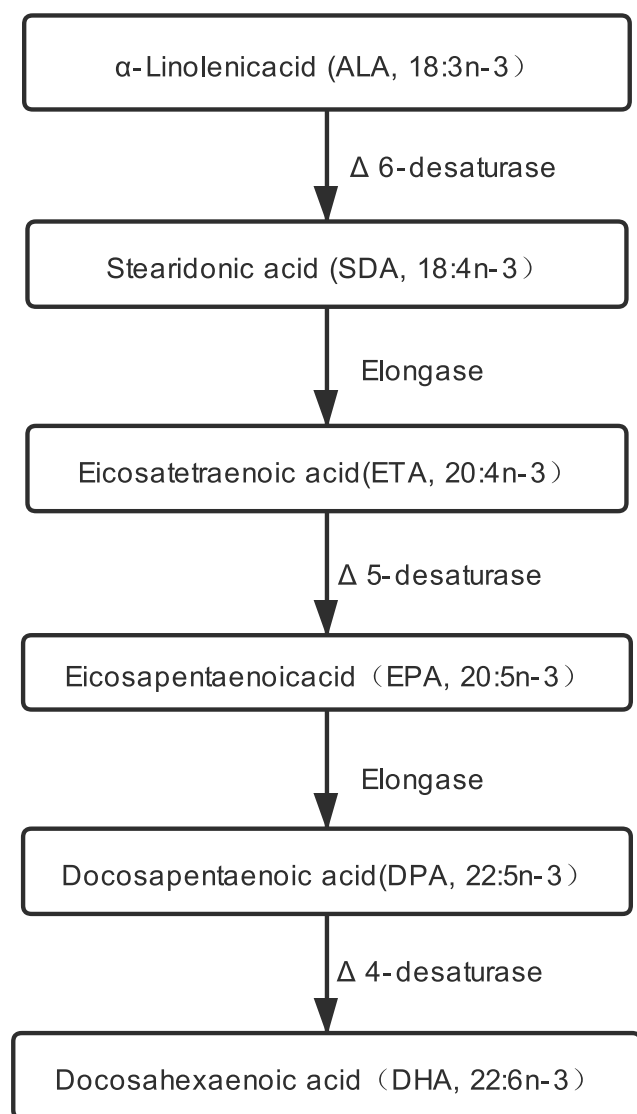 α-Linolenicacid (ALA, 18:3n-3）
Δ 6-desaturase
Stearidonic acid (SDA, 18:4n-3）
Elongase
Eicosatetraenoic acid(ETA, 20:4n-3）
Δ 5-desaturase
Eicosapentaenoicacid（EPA, 20:5n-3）
Elongase
Docosapentaenoic acid(DPA, 22:5n-3）
Δ 4-desaturase
Docosahexaenoic acid（DHA, 22:6n-3）